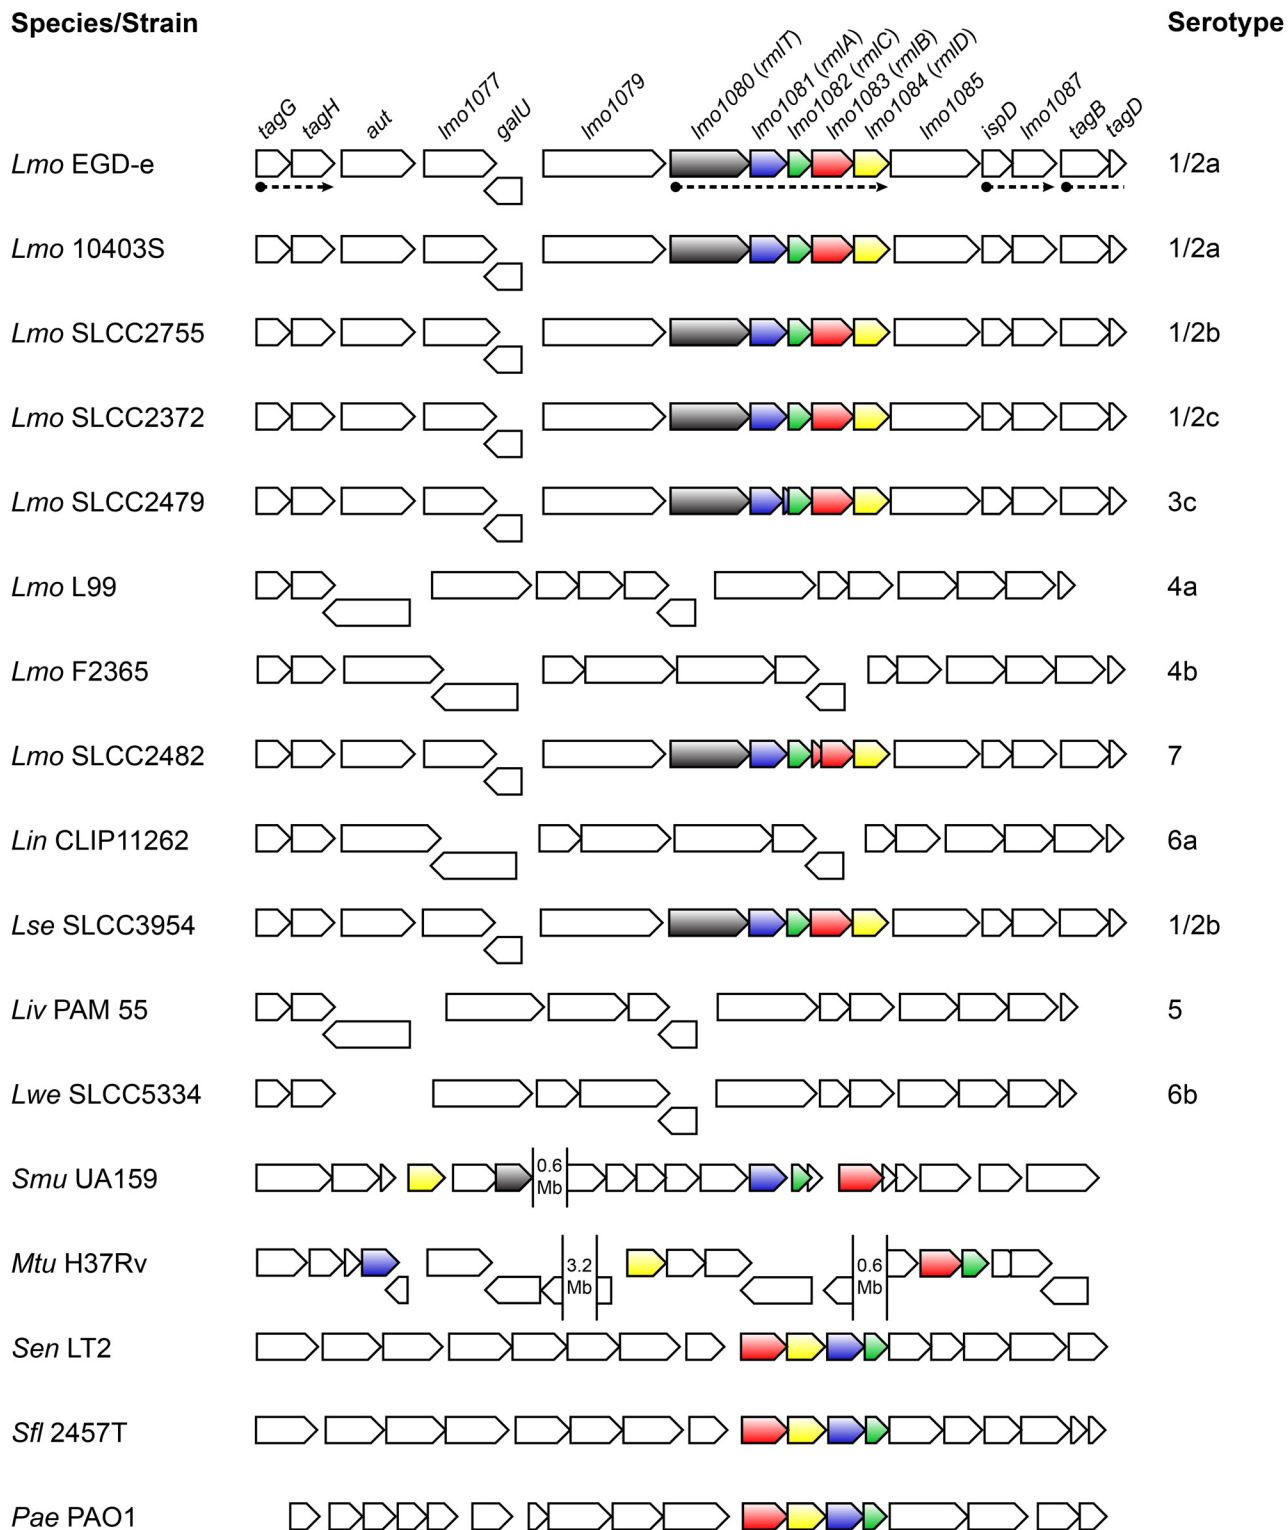 Species/Strain
Serotype
tagG
tagH
aut
lmo1077
galU
lmo1079
lmo1080 (rmlT)
lmo1081 (rmlA)
lmo1082 (rmlC)
lmo1083 (rmlB)
lmo1084 (rmlD)
lmo1085
ispD
lmo1087
tagB
tagD
Lmo EGD-e 1/2a
Lmo 10403S 1/2a
Lmo SLCC2755 1/2b
Lmo SLCC2372 1/2c
Lmo SLCC2479 3c
Lmo L99 4a
Lmo F2365 4b
Lmo SLCC2482 7
Lin CLIP11262 6a
Lse SLCC3954 1/2b
Liv PAM 55 5
Lwe SLCC5334 6b
Smu UA159
0.6
Mb
Mtu H37Rv
3.2
Mb
0.6
Mb
Sen LT2
Sfl 2457T
Pae PAO1